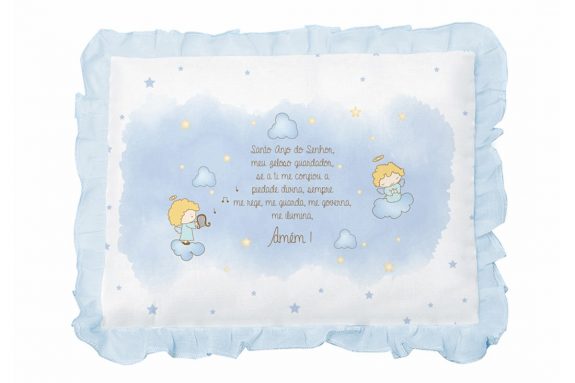 Santo Anjo do Senhor,
meu zeloso guardador,
se a ti me confiou a
piedade divina, sempre
me rege, me guarda, me governa,
me ilumina,
Amém !